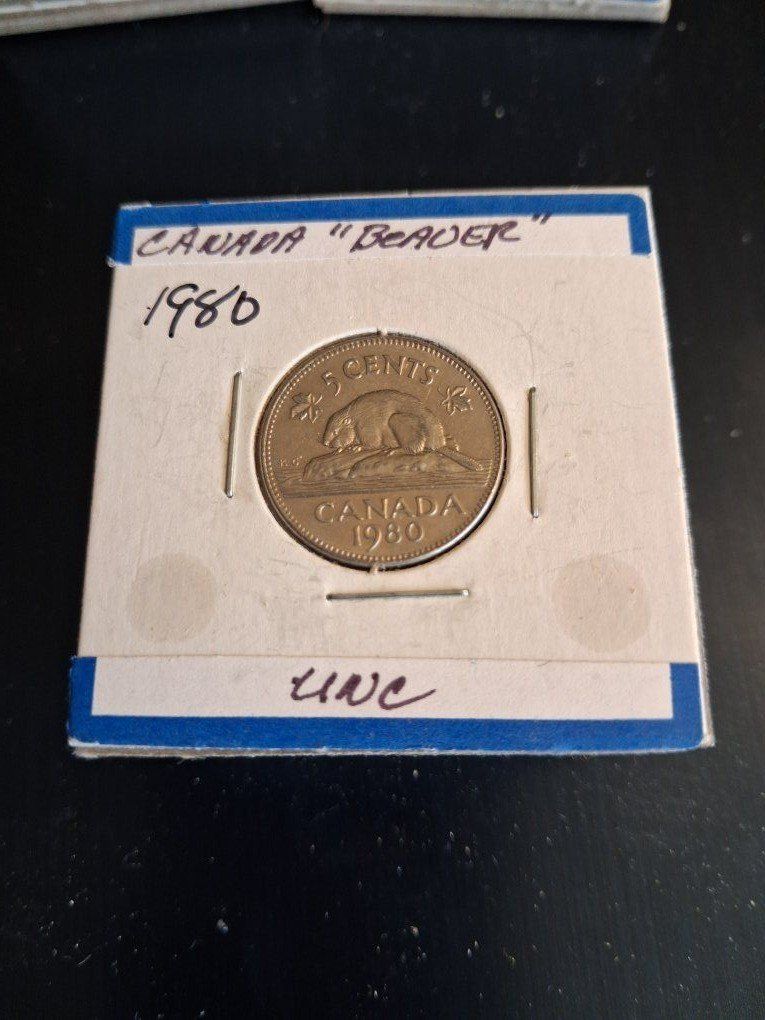 CANADA "BEAVER"
1980
5 CENTS
K.G
CANADA
1980
UNC